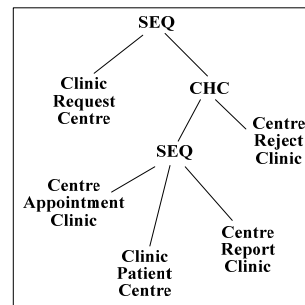 SEQ
Clinic
Request
Centre
CHC
Centre
Reject
Clinic
SEQ
Centre
Appointment
Clinic
Clinic
Patient
Centre
Centre
Report
Clinic